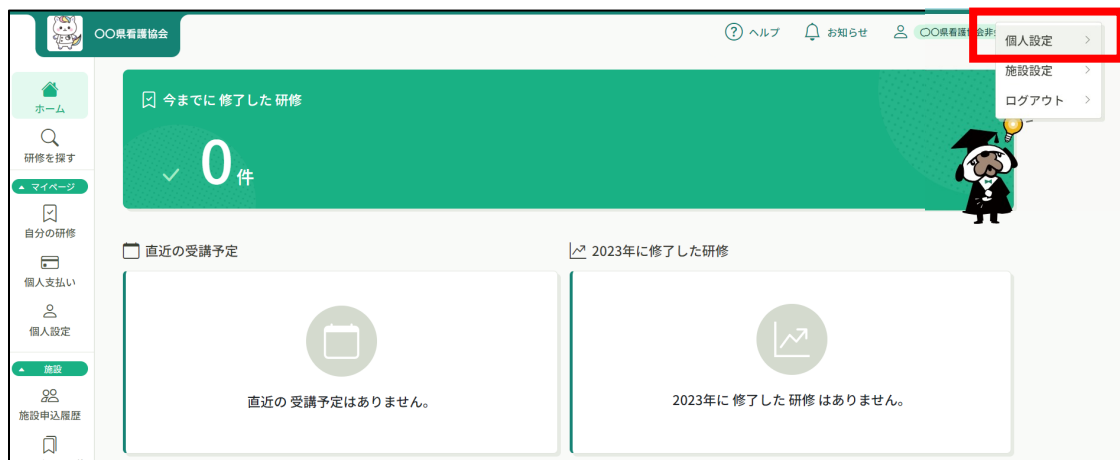 〇〇県看護協会
ヘルプ
お知らせ
個人設定
施設設定
ログアウト
ホーム
研修を探す
マイページ
自分の研修
個人支払い
個人設定
施設
施設申込履歴
今までに 修了した 研修
0件
直近の受講予定
直近の 受講予定はありません。
2023年に修了した研修
2023年に 修了した 研修 はありません。